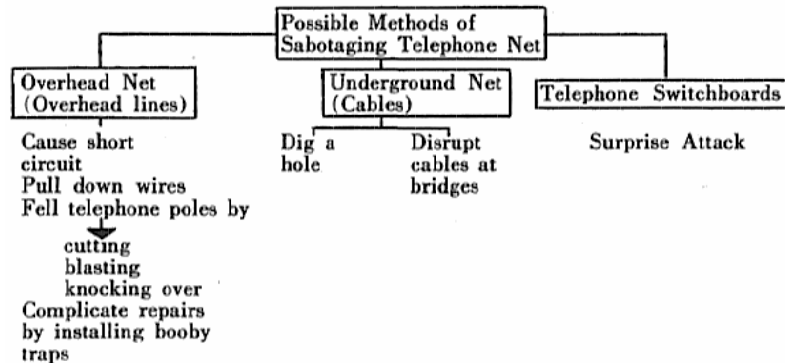 Possible Methods of
Sabotaging Telephone Net
Overhead Net
(Overhead lines)
Cause short
circuit
Pull down wires
Fell telephone poles by
cutting
blasting
knocking over
Complicate repairs
by installing booby
traps
Underground Net
(Cables)
Dig a
hole
Disrupt
cables at
bridges
Telephone Switchboards
Surprise Attack